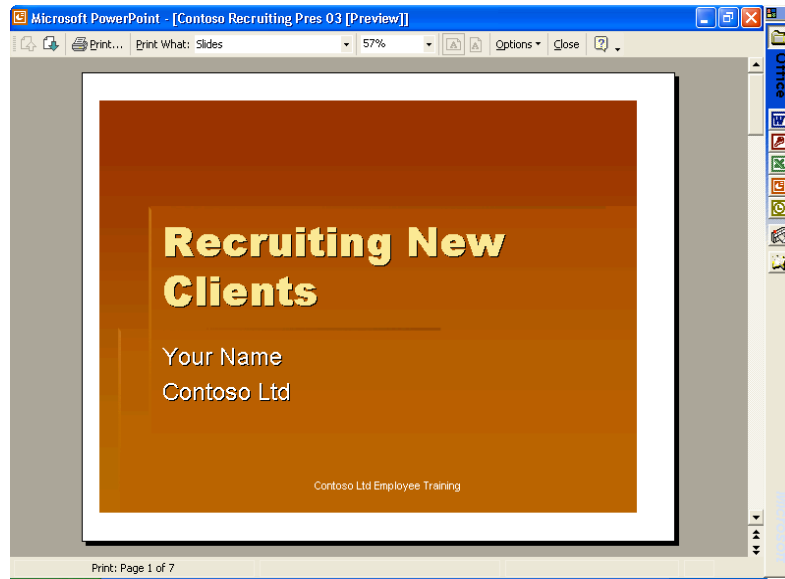 Microsoft PowerPoint - [Contoso Recruiting Pres 03 [Preview]]
Print... Print What: Slides 57% A A Options Close
Office
Recruiting New
Clients
Your Name
Contoso Ltd
Contoso Ltd Employee Training
Print: Page 1 of 7